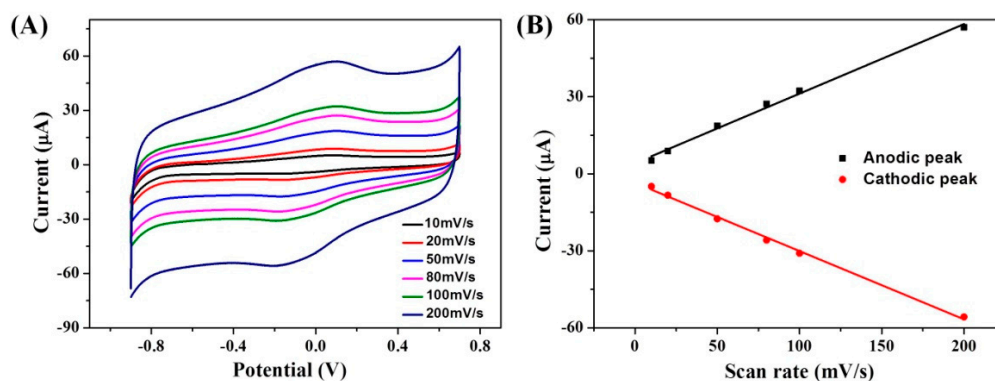 (A)
60
30
0
-30
-60
-90
Current (μA)
-0.8
-0.4
0.0
0.4
0.8
Potential (V)
10mV/s
20mV/s
50mV/s
80mV/s
100mV/s
200mV/s
(B)
60
30
0
-30
-60
Current (μA)
0
50
100
150
200
Scan rate (mV/s)
Anodic peak
Cathodic peak